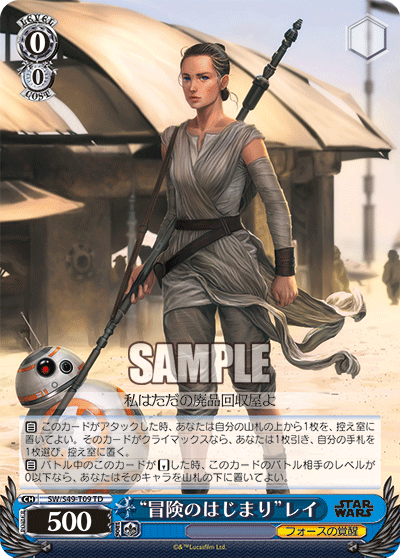 LEVEL
0
0
COST
SAMPLE
私はただの廃品回収屋よ
自 このカードがアタックした時、あなたは自分の山札の上から1枚を、控え室に
置いてよい。そのカードがクライマックスなら、あなたは1枚引き、自分の手札を
1枚選び、控え室に置く。
自 バトル中のこのカードが した時、このカードのバトル相手のレベルが
0以下なら、あなたはそのキャラを山札の下に置いてよい。
CH
SW/S49-T09 TD
500
“冒険のはじまり”レイ
STAR WARS
フォースの覚醒
©&™Lucasfilm Ltd.